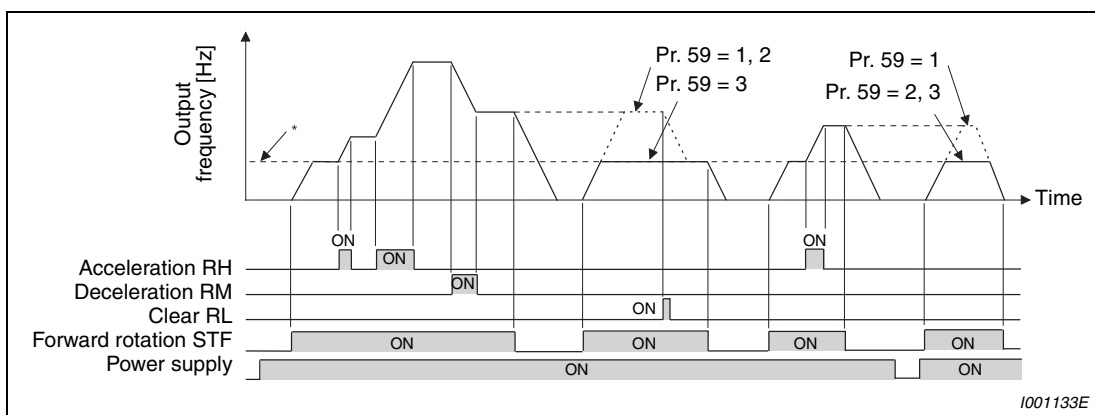 Output
frequency [Hz]
*
Pr. 59 = 1, 2
Pr. 59 = 3
Pr. 59 = 1
Pr. 59 = 2, 3
Time
ON
ON
ON
Acceleration RH
ON
Deceleration RM
ON
Clear RL
Forward rotation STF
ON
ON
ON
ON
Power supply
ON
ON
I001133E